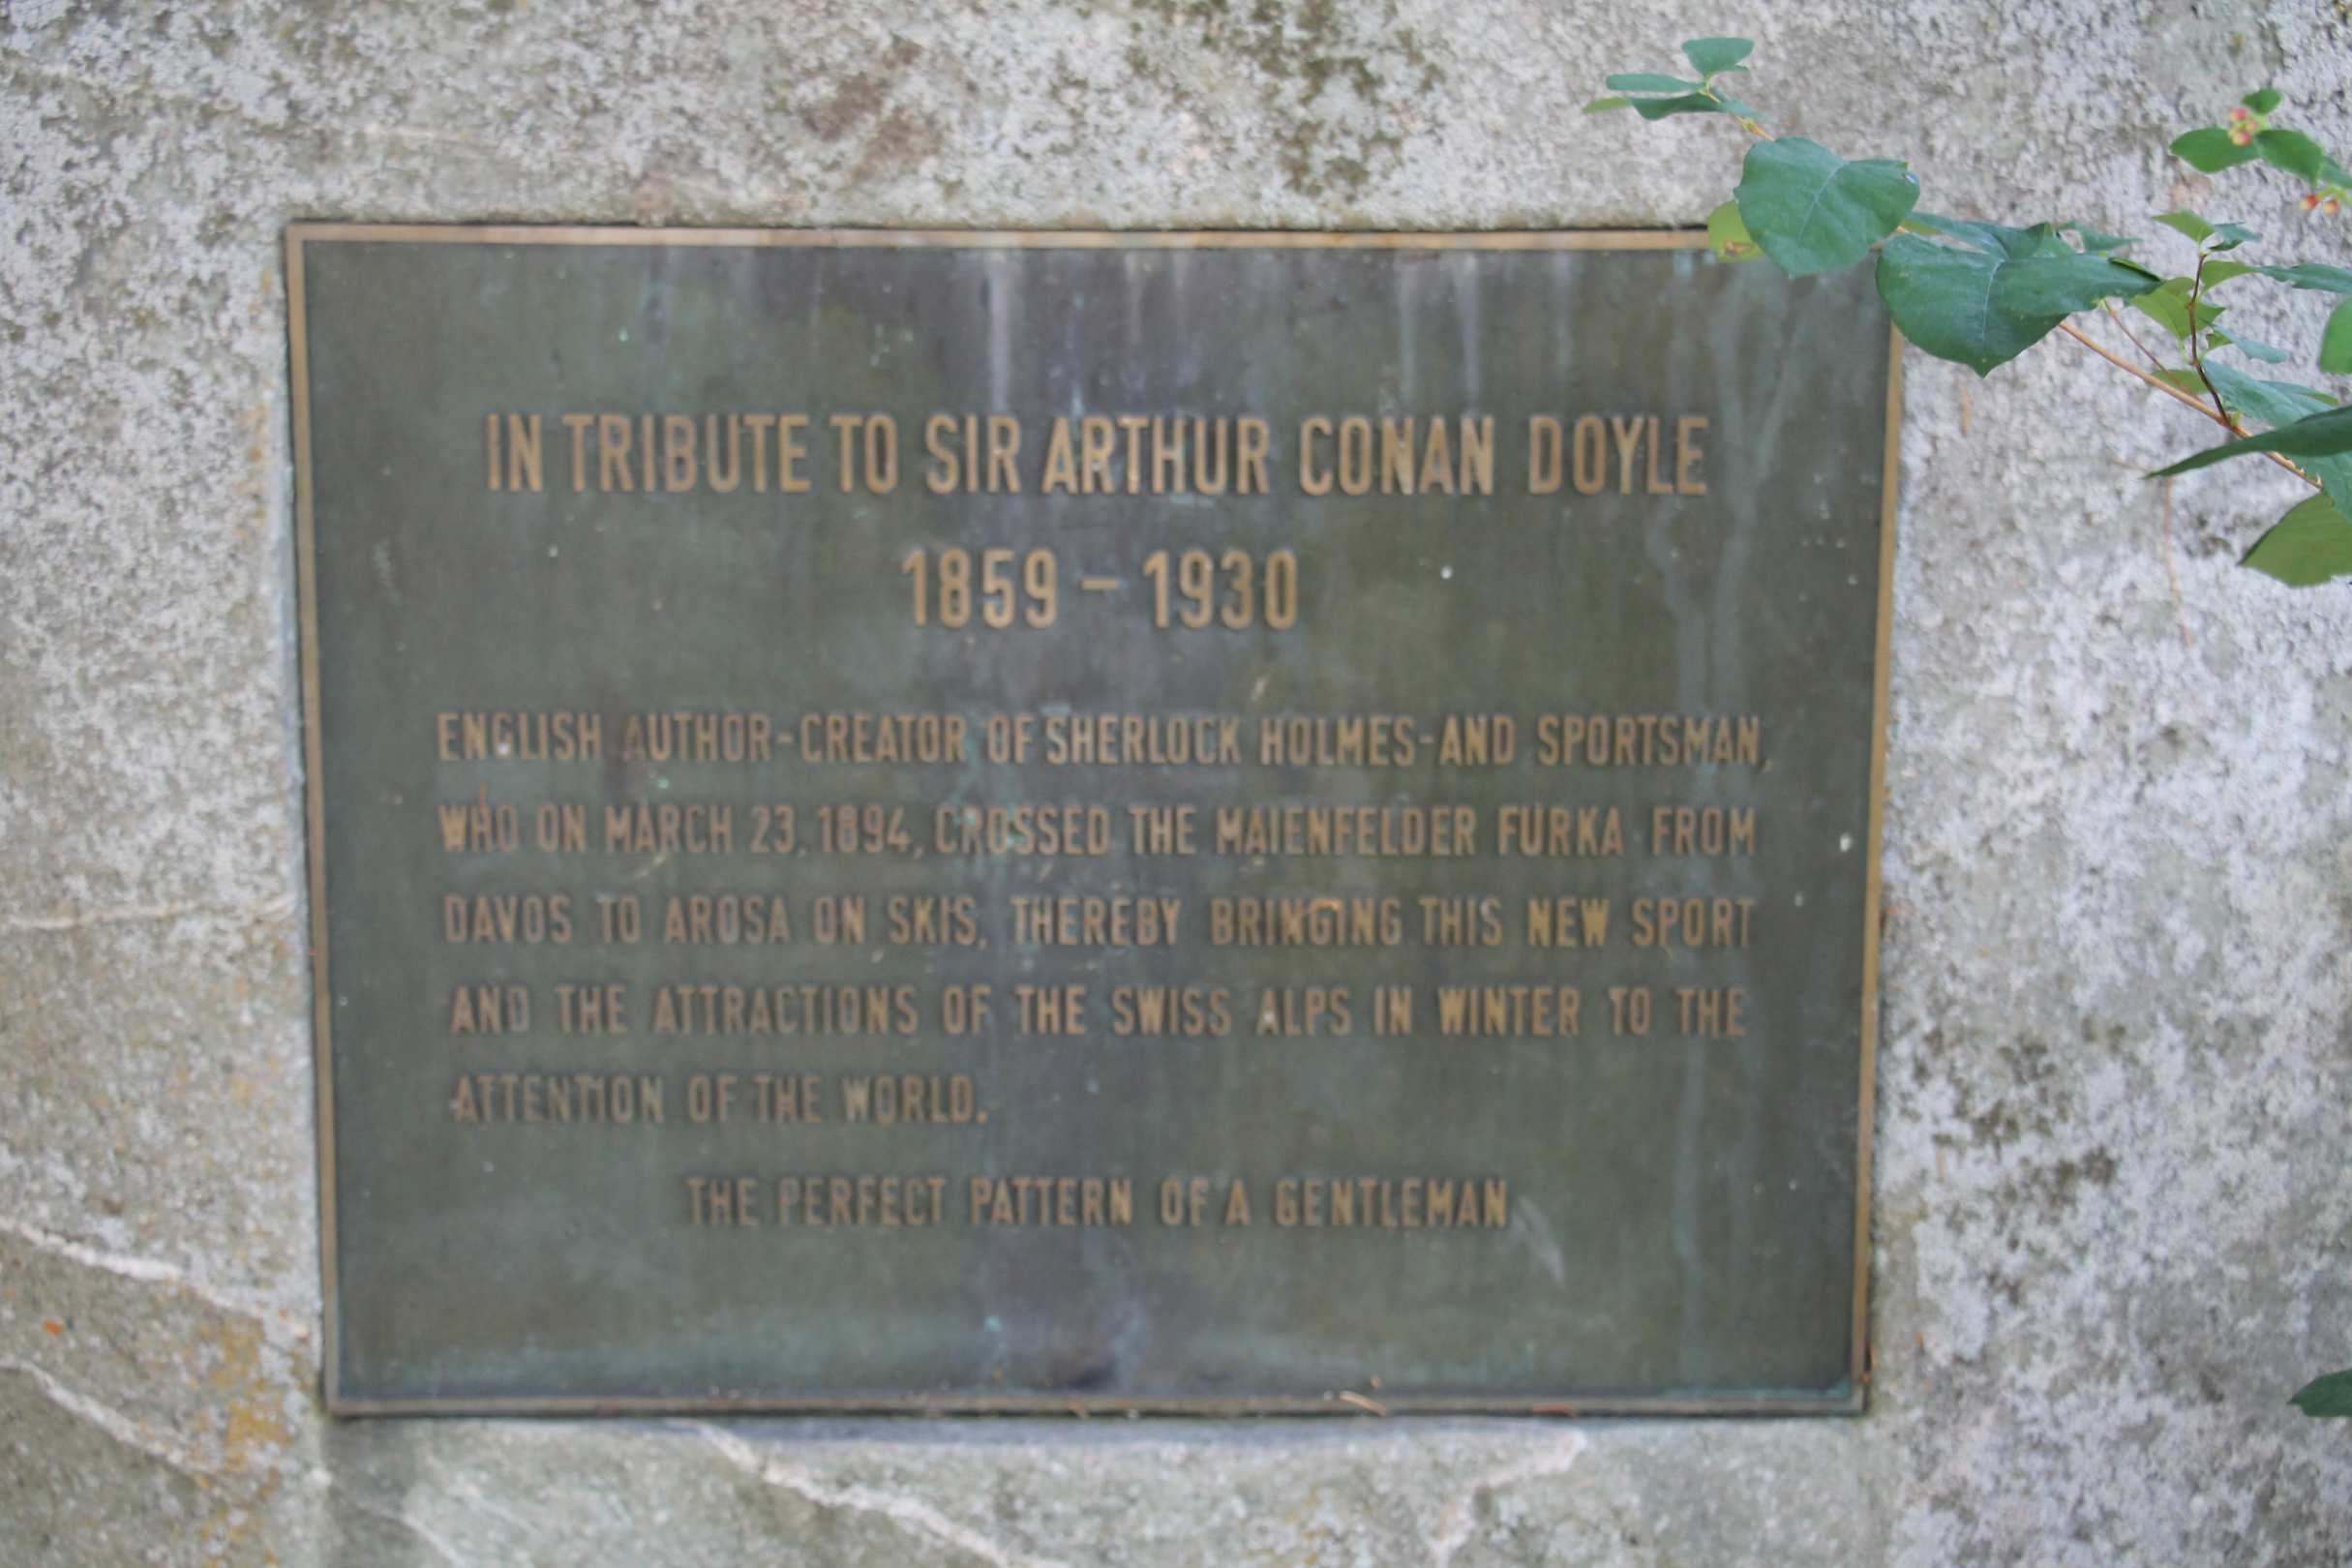 IN TRIBUTE TO SIR ARTHUR CONAN DOYLE
1859 - 1930
ENGLISH AUTHOR-CREATOR OF SHERLOCK HOLMES-AND SPORTSMAN,
WHO ON MARCH 23, 1894, CROSSED THE MAIENFELDER FURKA FROM
DAVOS TO AROSA ON SKIS, THEREBY BRINGING THIS NEW SPORT
AND THE ATTRACTIONS OF THE SWISS ALPS IN WINTER TO THE
ATTENTION OF THE WORLD.
THE PERFECT PATTERN OF A GENTLEMAN